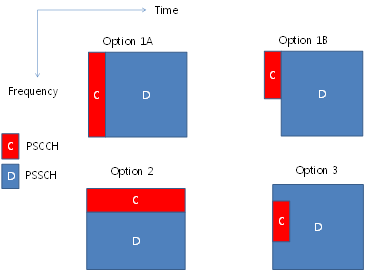 Time
Option 1A
Option 1B
C
D
C
D
Frequency
C PSCCH
D PSSCH
Option 2
Option 3
C
D
C
D